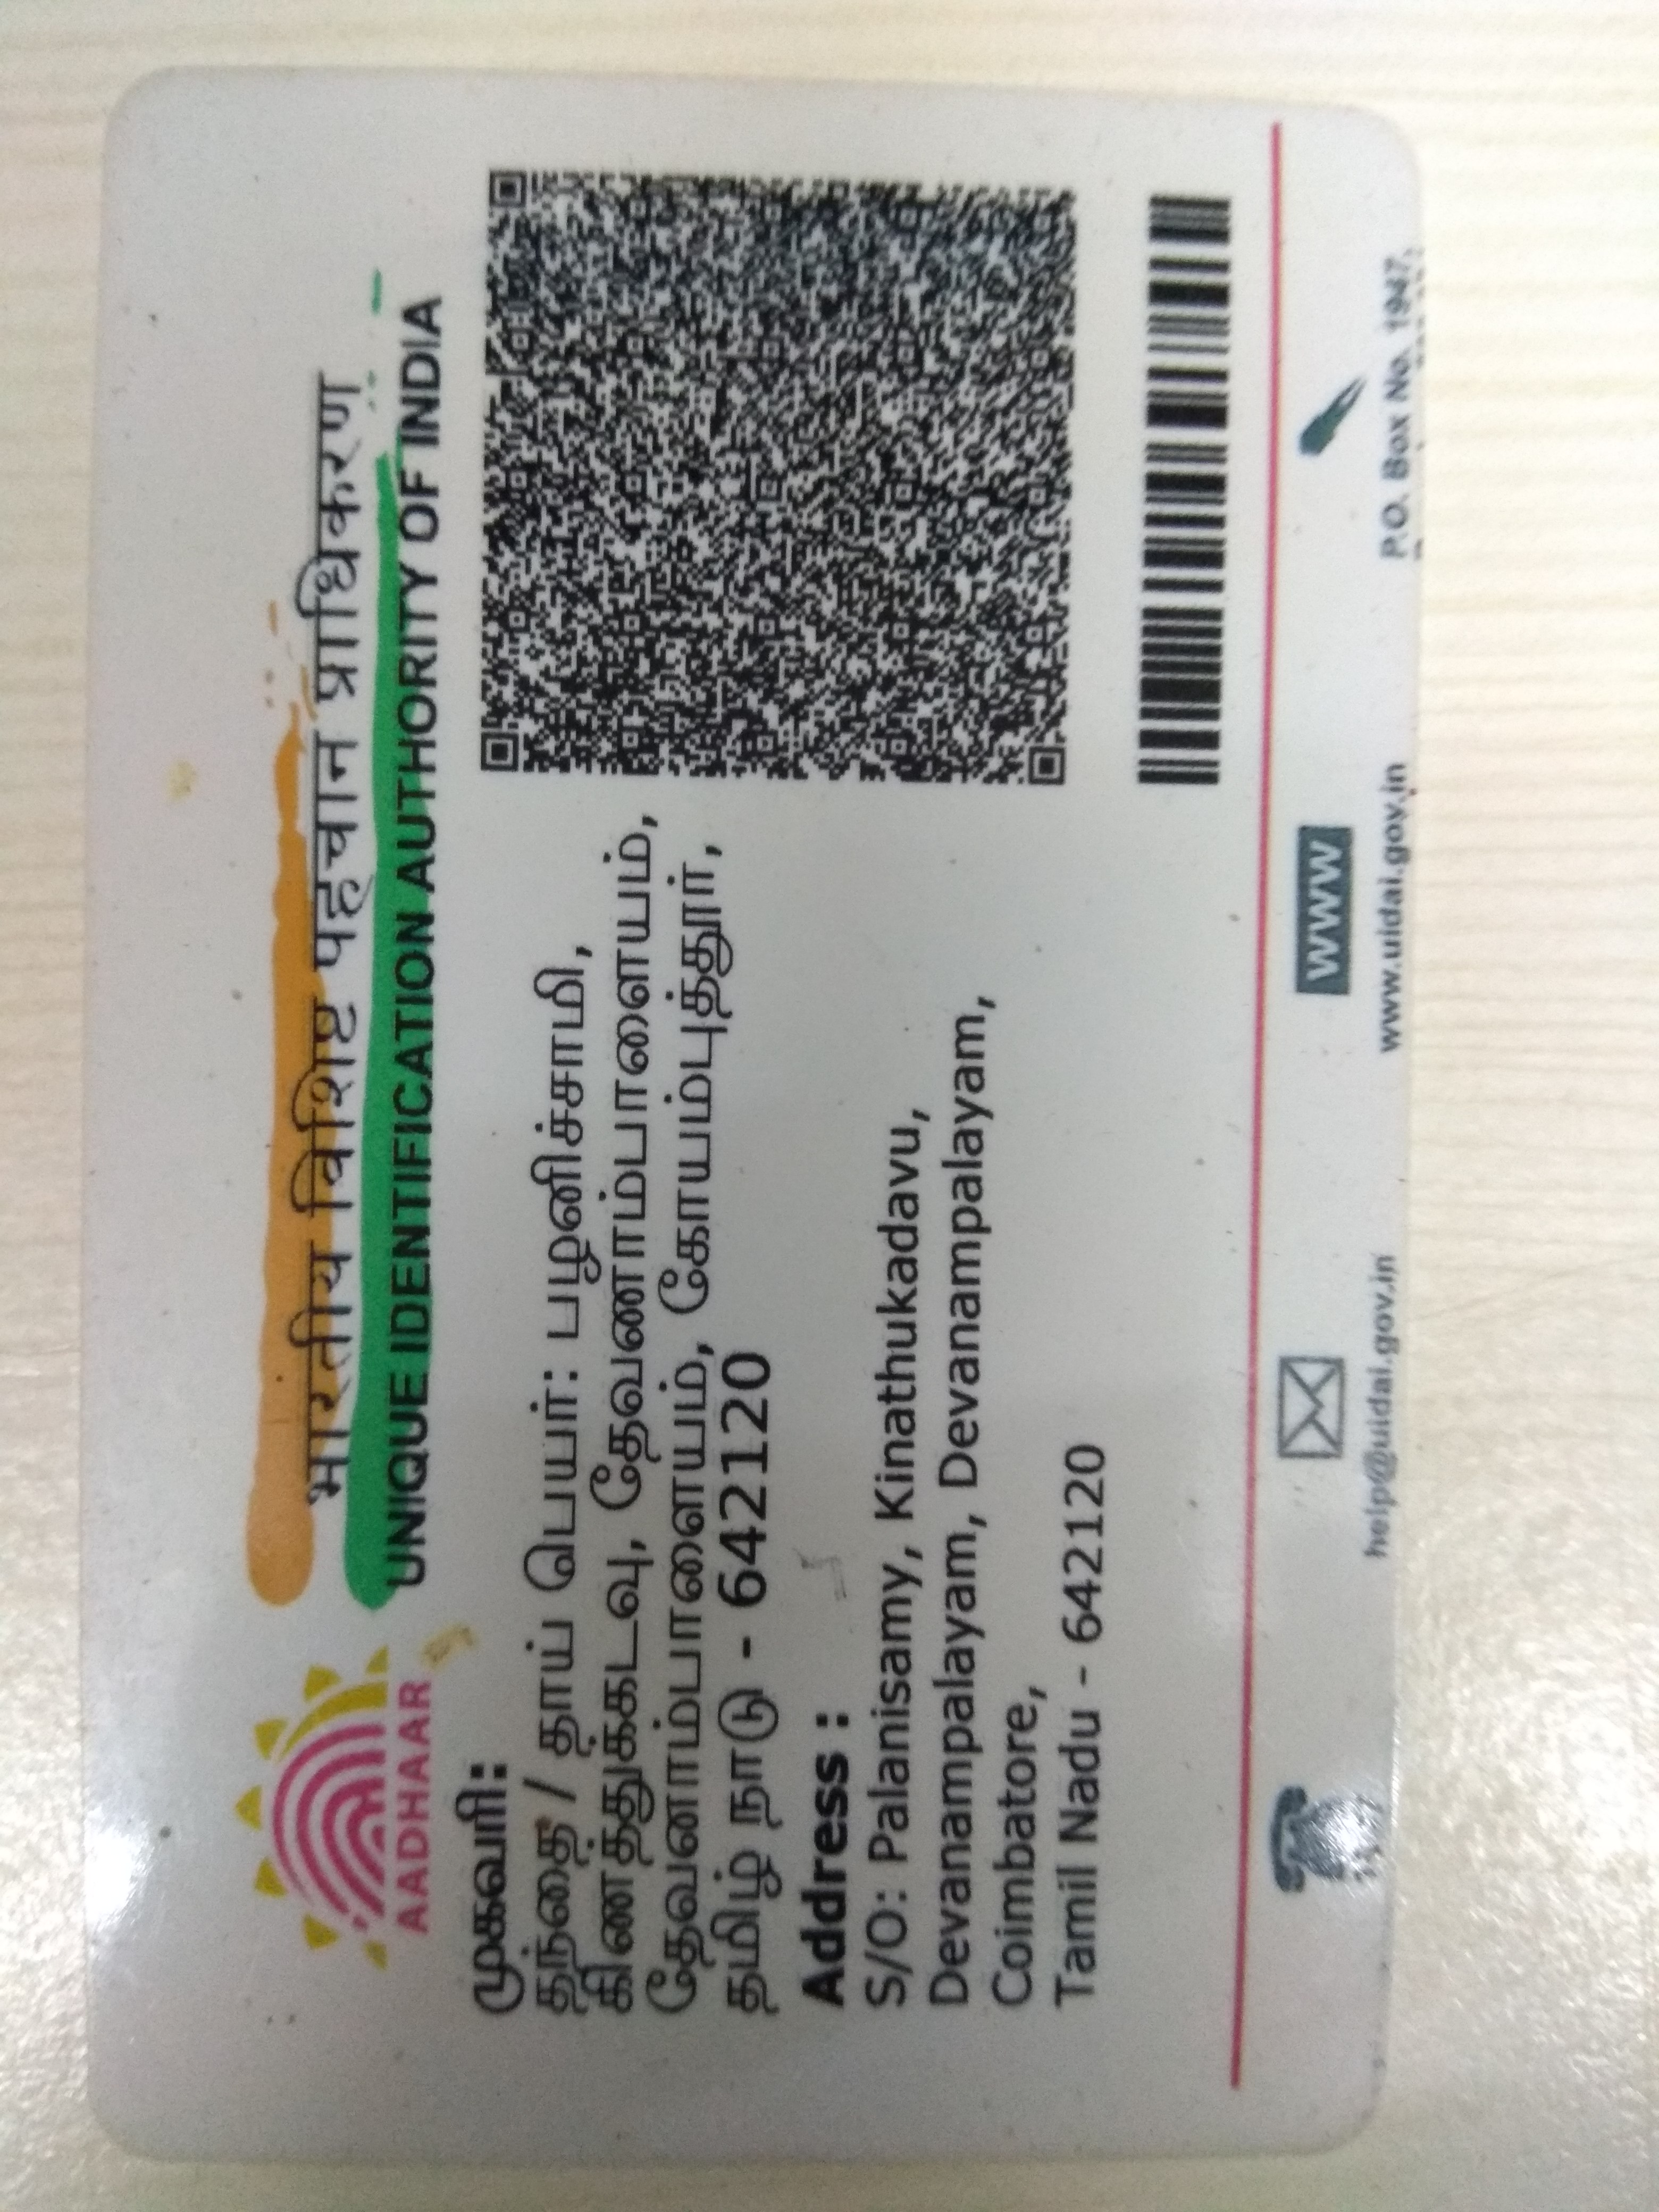 भारतीय विशिष्ट पहचान प्राधिकरण
UNIQUE IDENTIFICATION AUTHORITY OF INDIA
AADHAAR
முகவரி:
தந்தை / தாய் பெயர்: பழனிச்சாமி,
கிணத்துக்கடவு, தேவணாம்பாளையம்,
தேவனாம்பாளையம், கோயம்புத்தூர்,
தமிழ் நாடு - 642120
Address :
S/O: Palanisamy, Kinathukadavu,
Devanampalayam, Devanampalayam,
Coimbatore,
Tamil Nadu - 642120
help@uidai.gov.in
WWW
www.uidai.gov.in
P.O. Box No. 1947,